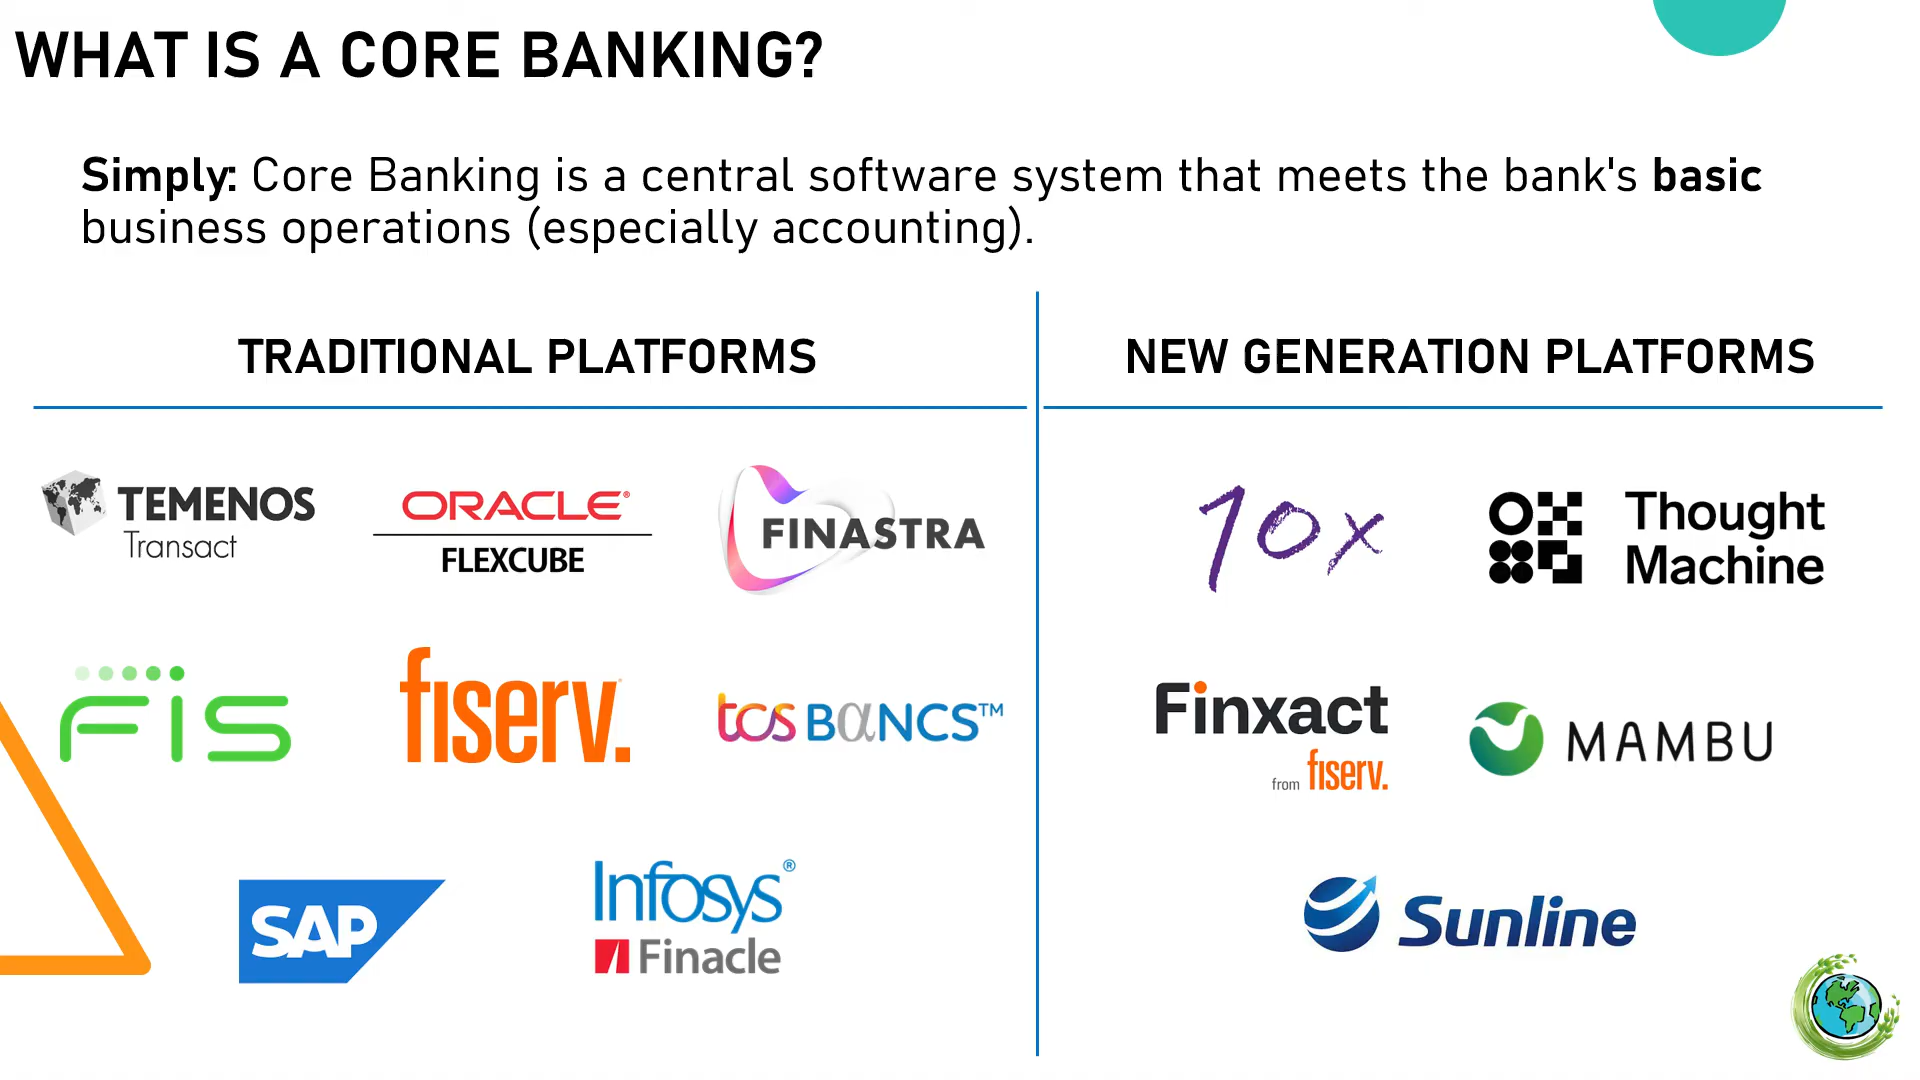 WHAT IS A CORE BANKING?
Simply: Core Banking is a central software system that meets the bank's basic
business operations (especially accounting).
TRADITIONAL PLATFORMS
TEMENOS
Transact
ORACLE®
FLEXCUBE
FINASTRA
FIS
fiserv.
tcs BαNCS™
SAP
Infosys®
Finacle
NEW GENERATION PLATFORMS
10x
Thought
Machine
Finxact
from fiserv.
MAMBU
Sunline